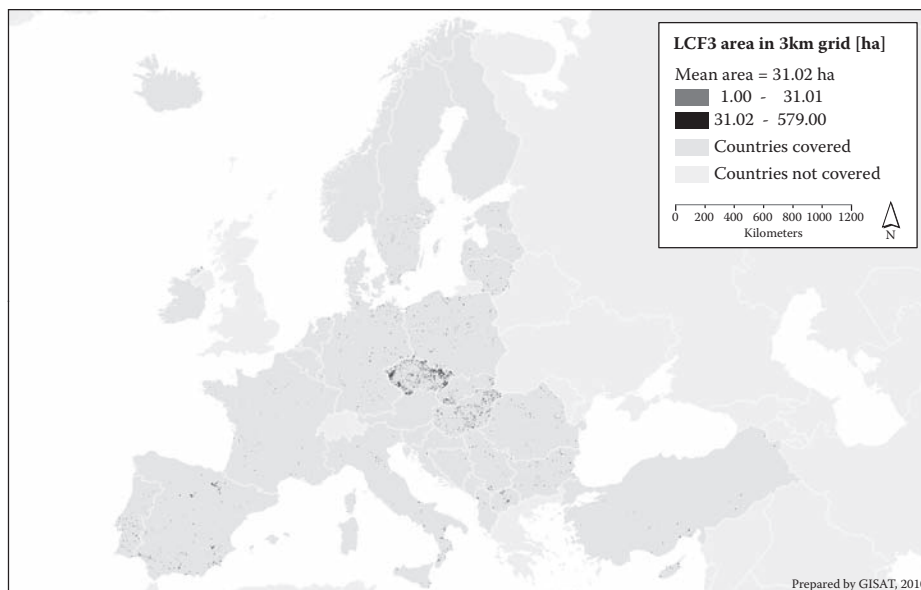 LCF3 area in 3km grid [ha]
Mean area = 31.02 ha
1.00 - 31.01
31.02 - 579.00
Countries covered
Countries not covered
0 200 400 600 800 1000 1200
Kilometers
N
Prepared by GISAT, 2010